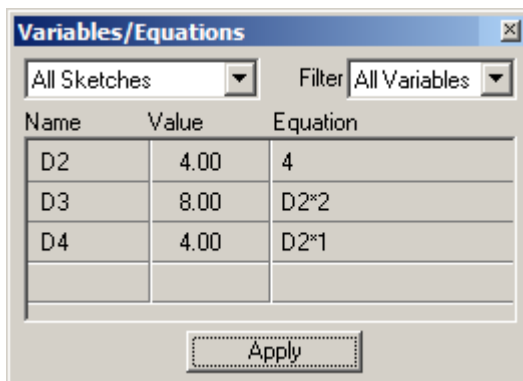 Variables/Equations
All Sketches Filter All Variables
Name Value Equation
D2 4.00 4
D3 8.00 D2*2
D4 4.00 D2*1
Apply